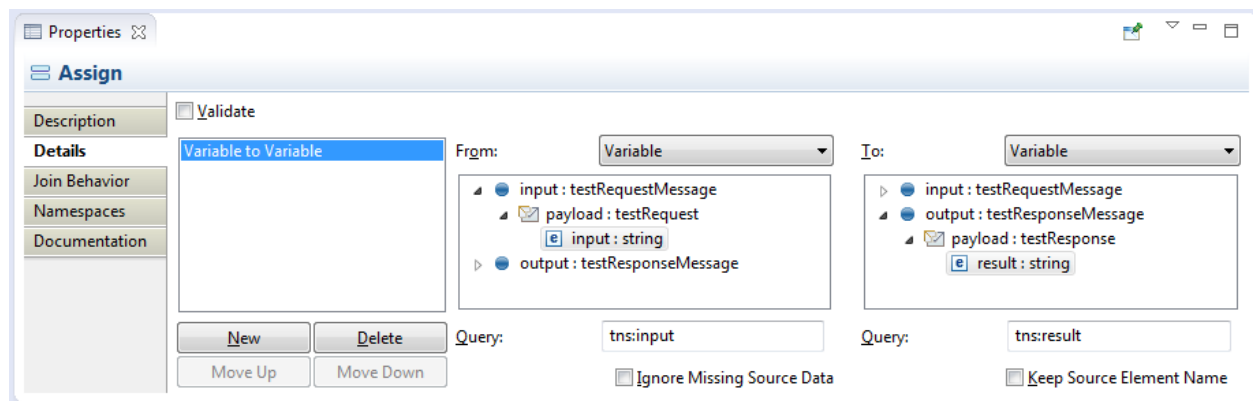 Properties
Assign
Description
Details
Join Behavior
Namespaces
Documentation
Validate
Variable to Variable
New
Delete
Move Up
Move Down
From:
Variable
input : testRequestMessage
payload : testRequest
e input : string
output : testResponseMessage
Query:
tns:input
Ignore Missing Source Data
To:
Variable
input : testRequestMessage
output : testResponseMessage
payload : testResponse
e result : string
Query:
tns:result
Keep Source Element Name